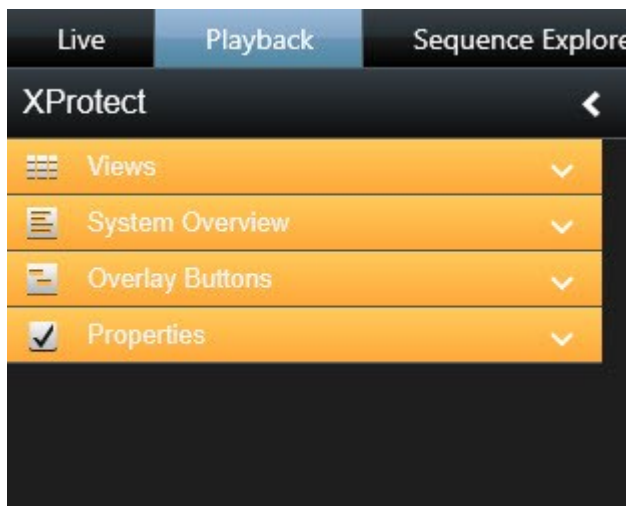 Live Playback Sequence Explore
XProtect
Views
System Overview
Overlay Buttons
Properties